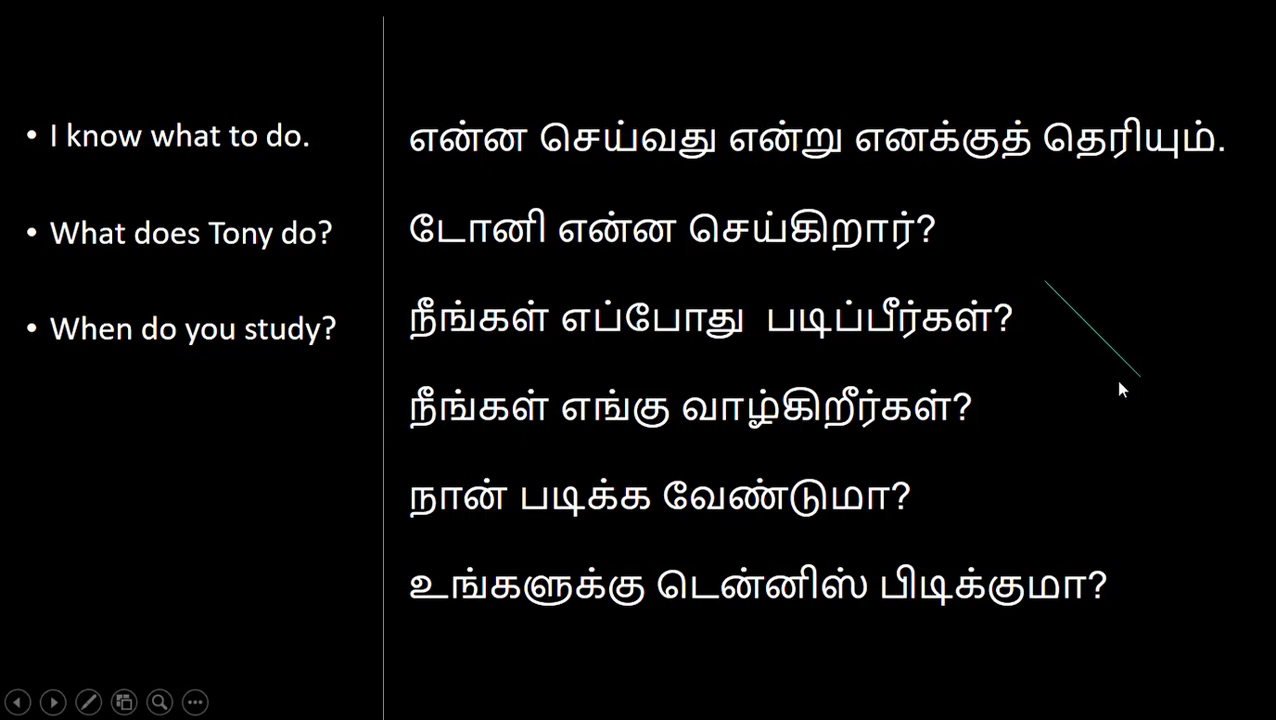 • I know what to do.
• What does Tony do?
• When do you study?
என்ன செய்வது என்று எனக்குத் தெரியும்.
டோனி என்ன செய்கிறார்?
நீங்கள் எப்போது படிப்பீர்கள்?
நீங்கள் எங்கு வாழ்கிறீர்கள்?
நான் படிக்க வேண்டுமா?
உங்களுக்கு டென்னிஸ் பிடிக்குமா?